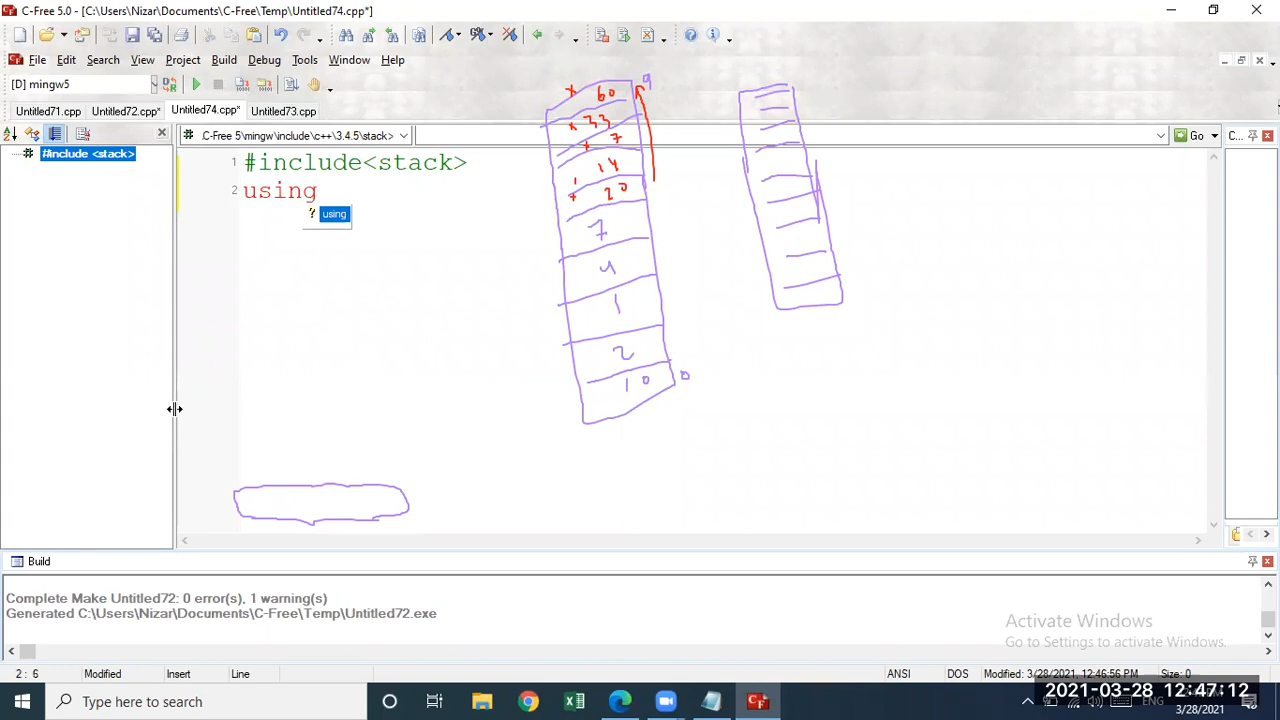 C-Free 5.0 - [C:\Users\Nizar\Documents\C-Free\Temp\Untitled74.cpp*]
File Edit Search View Project Build Debug Tools Window Help
[D] mingw5
Untitled71.cpp Untitled72.cpp* Untitled74.cpp* Untitled73.cpp*
C-Free 5\mingw\include\c++\3.4.5\stack>
Go
C...
#include <stack>
1 #include<stack>
2 using
? using
9
x 60
x 33
x 7
x 14
x 20
7
4
1
2
10 0
Build
Complete Make Untitled72: 0 error(s), 1 warning(s)
Generated C:\Users\Nizar\Documents\C-Free\Temp\Untitled72.exe
Activate Windows
Go to Settings to activate Windows.
2 : 6 Modified Insert Line ANSI DOS Modified: 3/28/2021, 12:46:56 PM Size: 0
Type here to search
ENG
2021-03-28 12:47:12
3/28/2021